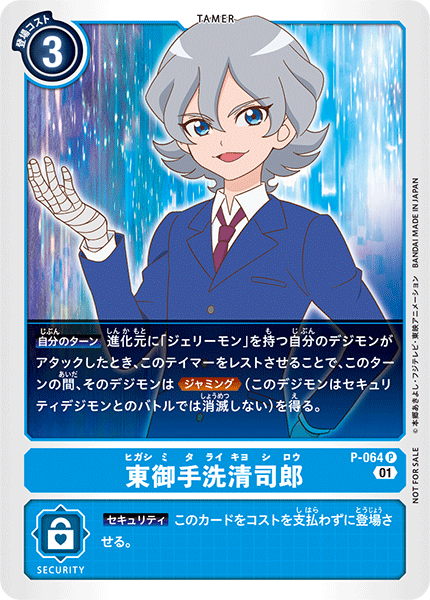 TAMER
登場コスト
3
自分のターン 進化元に「ジェリーモン」を持つ自分のデジモンが
アタックしたとき、このテイマーをレストさせることで、このター
ンの間、そのデジモンは ジャミング (このデジモンはセキュリ
ティデジモンとのバトルでは消滅しない)を得る。
©本郷あきよし・フジテレビ・東映アニメーション BANDAI MADE IN JAPAN
ヒガシ ミ タ ライ キヨ シ ロウ
東御手洗清司郎
P-064 P
01
NOT FOR SALE
セキュリティ このカードをコストを支払わずに登場さ
せる。
SECURITY